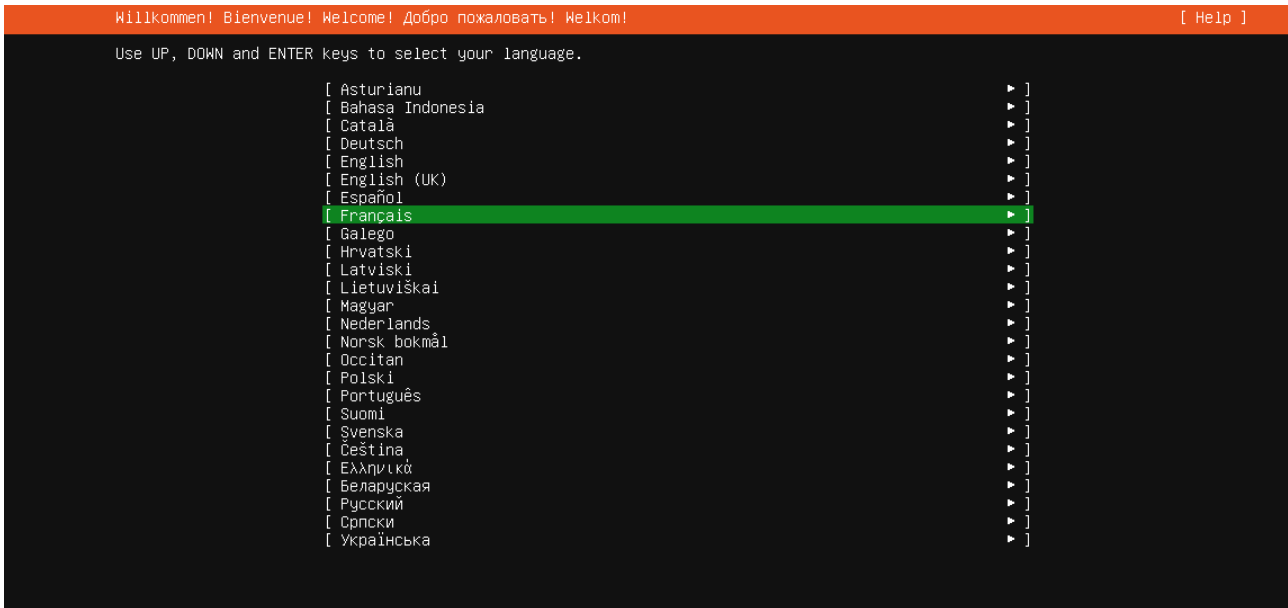 Willkommen! Bienvenue! Welcome! Добро пожаловать! Welkom! [ Help ]
Use UP, DOWN and ENTER keys to select your language.
[ Asturianu ▸ ]
[ Bahasa Indonesia ▸ ]
[ Català ▸ ]
[ Deutsch ▸ ]
[ English ▸ ]
[ English (UK) ▸ ]
[ Español ▸ ]
[ Français ▸ ]
[ Galego ▸ ]
[ Hrvatski ▸ ]
[ Latviski ▸ ]
[ Lietuviškai ▸ ]
[ Magyar ▸ ]
[ Nederlands ▸ ]
[ Norsk bokmål ▸ ]
[ Occitan ▸ ]
[ Polski ▸ ]
[ Português ▸ ]
[ Suomi ▸ ]
[ Svenska ▸ ]
[ Čeština ▸ ]
[ Ελληνικά ▸ ]
[ Беларуская ▸ ]
[ Русский ▸ ]
[ Српски ▸ ]
[ Українська ▸ ]